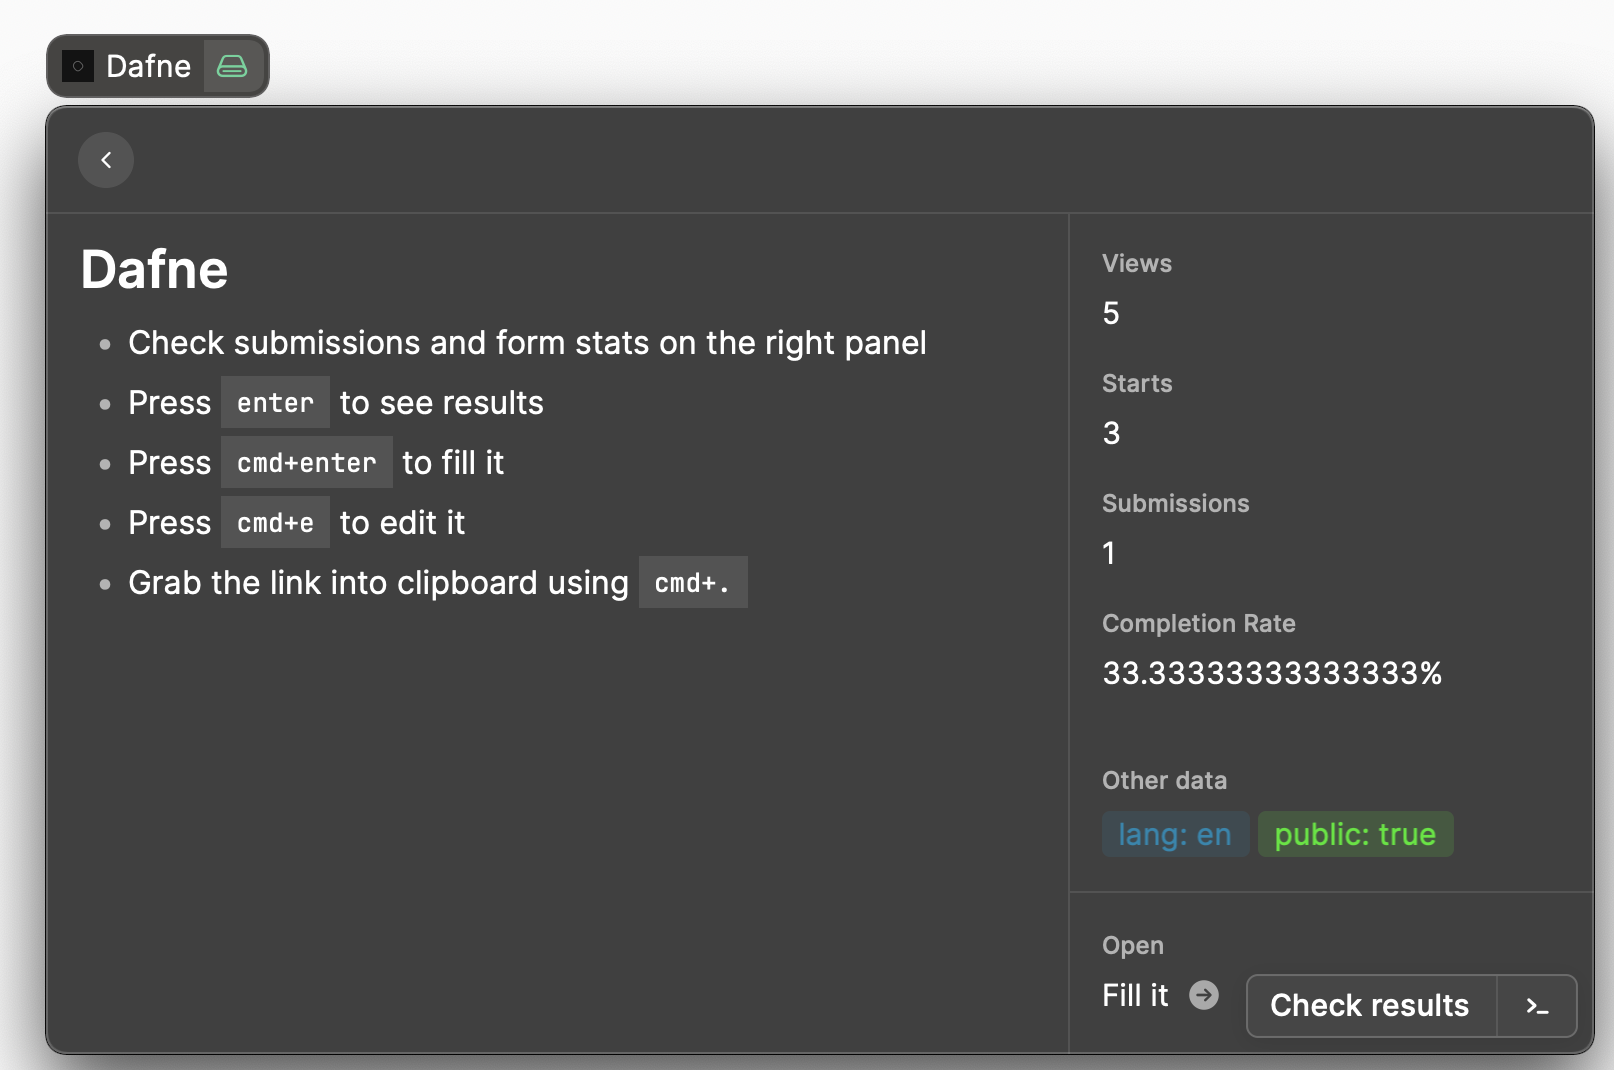 Dafne
Dafne
Check submissions and form stats on the right panel
Press enter to see results
Press cmd+enter to fill it
Press cmd+e to edit it
Grab the link into clipboard using cmd+.
Views
5
Starts
3
Submissions
1
Completion Rate
33.33333333333333%
Other data
lang: en public: true
Open
Fill it
Check results